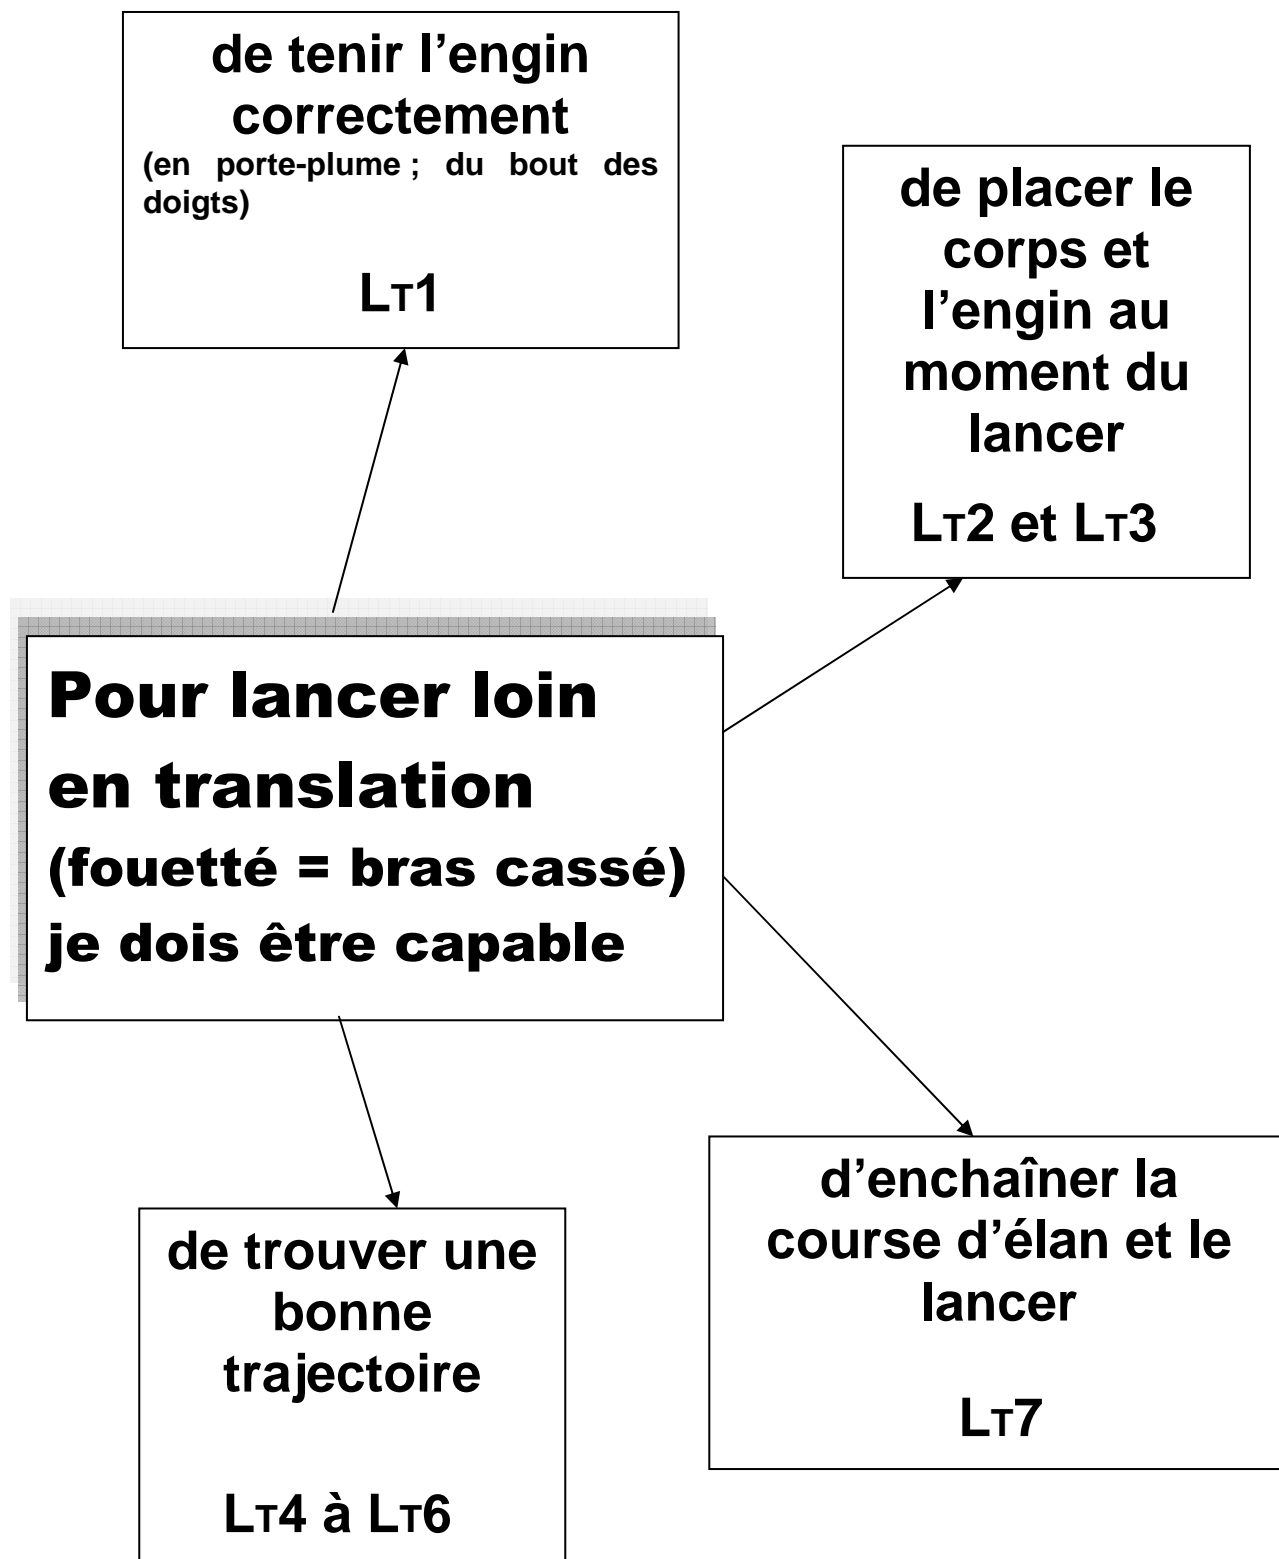 de tenir l’engin
correctement
(en porte-plume ; du bout des
doigts)
LT1
de placer le
corps et
l’engin au
moment du
lancer
LT2 et LT3
Pour lancer loin
en translation
(fouetté = bras cassé)
je dois être capable
d’enchaîner la
course d’élan et le
lancer
LT7
de trouver une
bonne
trajectoire
LT4 à LT6